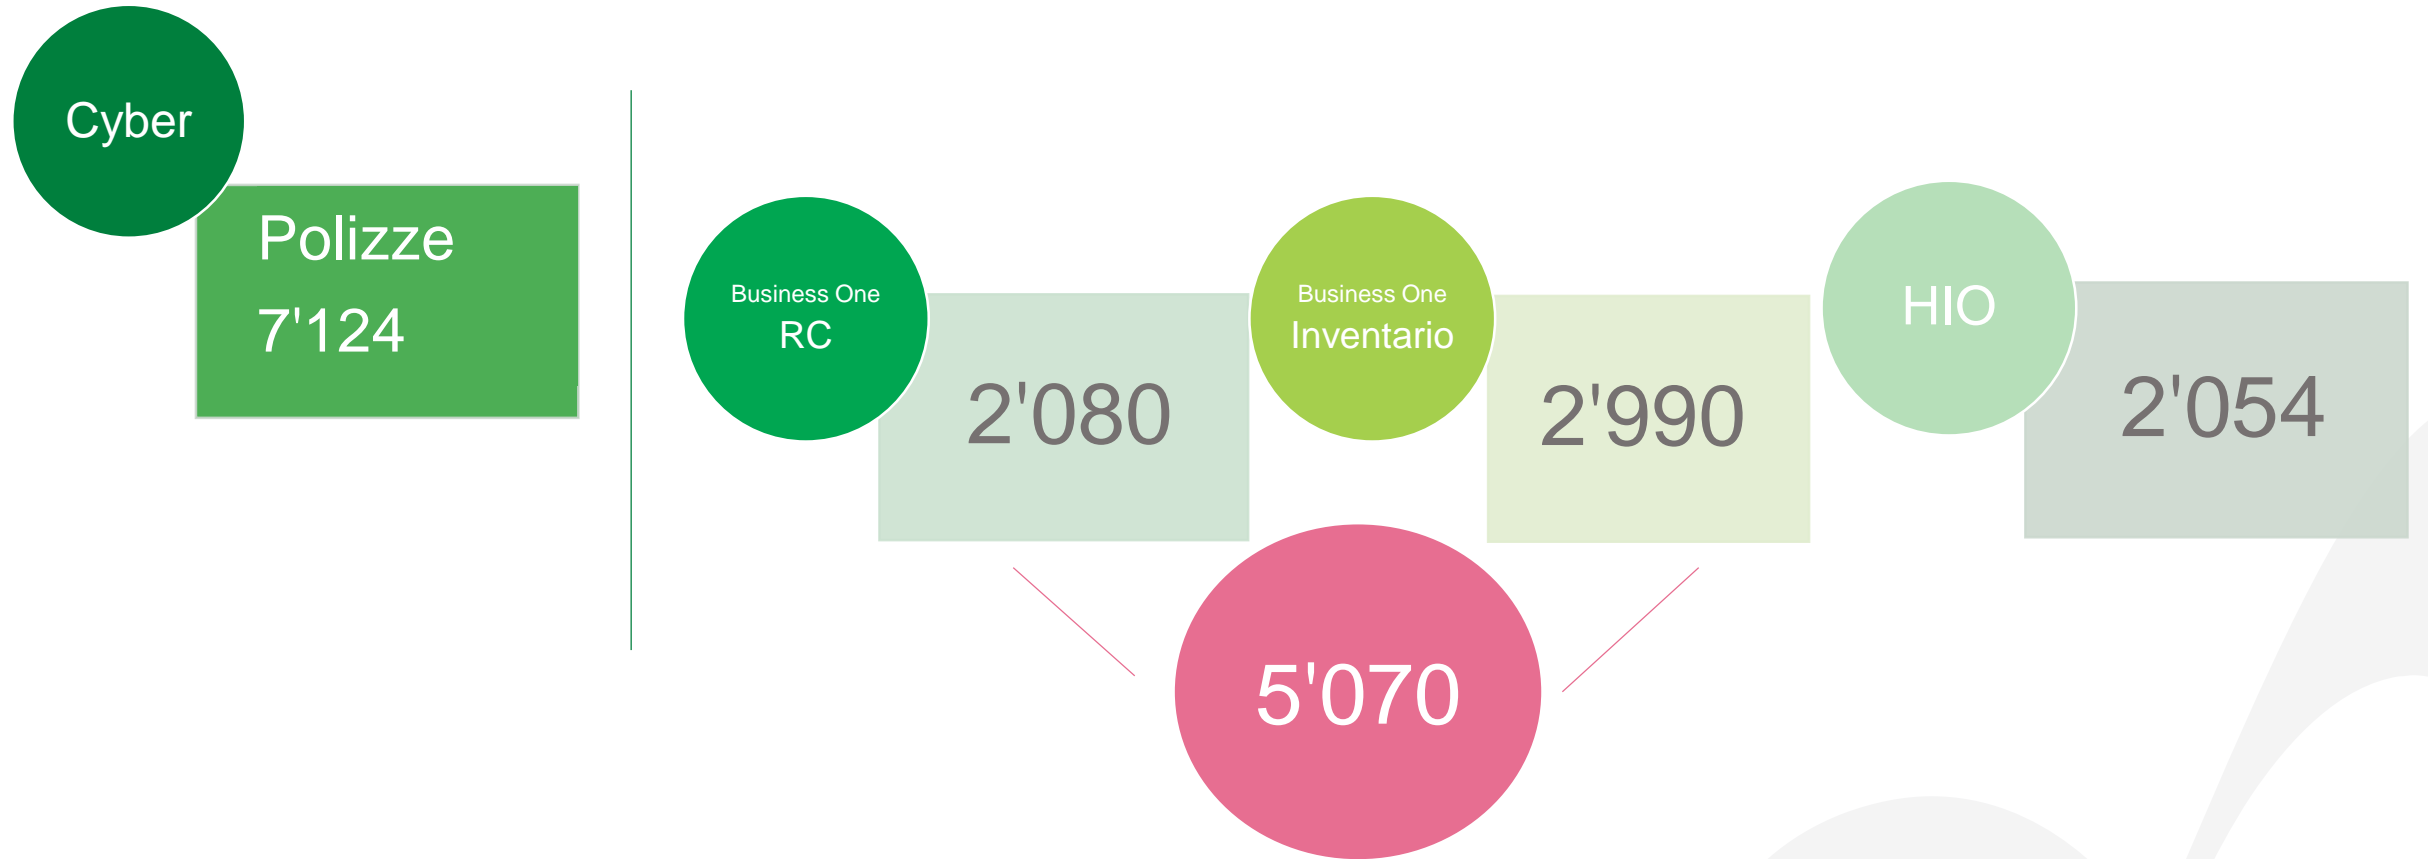 Cyber
Polizze
7'124
Business One
RC
2'080
Business One
Inventario
2'990
HIO
2'054
5'070